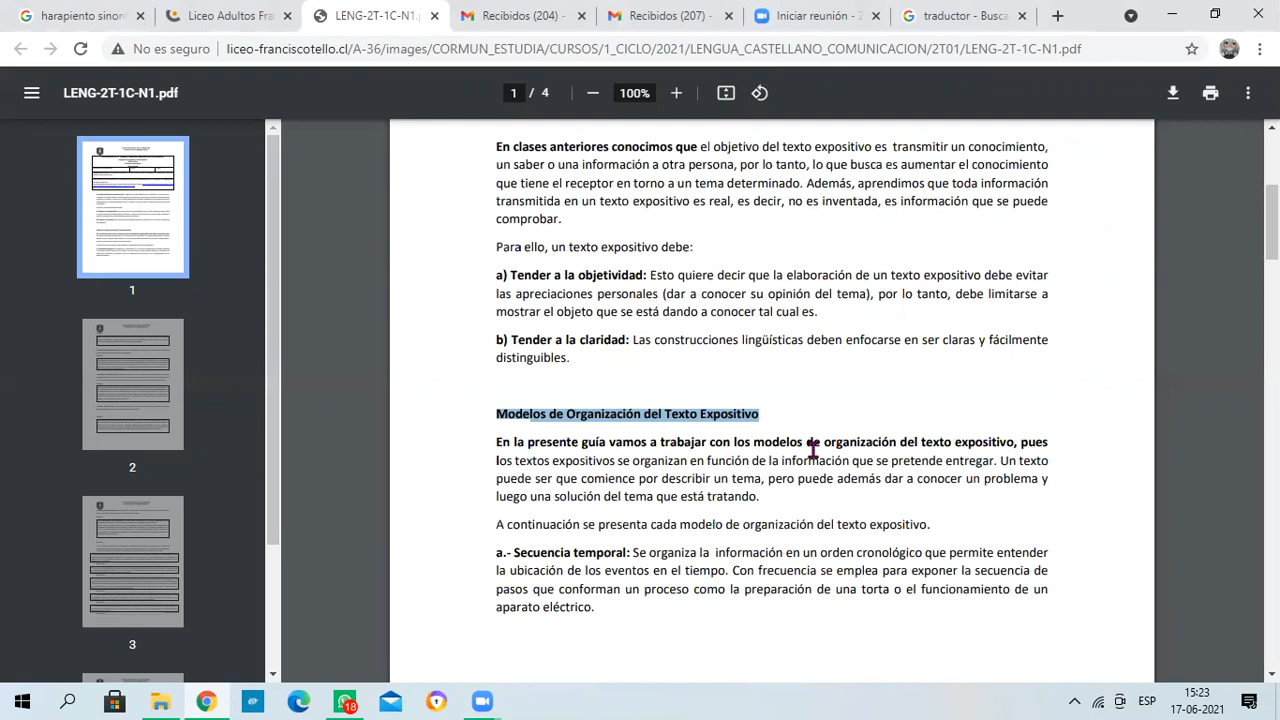 harapiento sinon
Liceo Adultos Fra
LENG-2T-1C-N1.p
Recibidos (204) -
Recibidos (207) -
Iniciar reunión - Z
traductor - Busca
No es seguro
liceo-franciscotello.cl/A-36/images/CORMUN_ESTUDIA/CURSOS/1_CICLO/2021/LENGUA_CASTELLANO_COMUNICACION/2T01/LENG-2T-1C-N1.pdf
LENG-2T-1C-N1.pdf
1 / 4
100%
En clases anteriores conocimos que el objetivo del texto expositivo es transmitir un conocimiento,
un saber o una información a otra persona, por lo tanto, lo que busca es aumentar el conocimiento
que tiene el receptor en torno a un tema determinado. Además, aprendimos que toda información
transmitida en un texto expositivo es real, es decir, no es inventada, es información que se puede
comprobar.
Para ello, un texto expositivo debe:
a) Tender a la objetividad: Esto quiere decir que la elaboración de un texto expositivo debe evitar
las apreciaciones personales (dar a conocer su opinión del tema), por lo tanto, debe limitarse a
mostrar el objeto que se está dando a conocer tal cual es.
b) Tender a la claridad: Las construcciones lingüísticas deben enfocarse en ser claras y fácilmente
distinguibles.
Modelos de Organización del Texto Expositivo
En la presente guía vamos a trabajar con los modelos de organización del texto expositivo, pues
los textos expositivos se organizan en función de la información que se pretende entregar. Un texto
puede ser que comience por describir un tema, pero puede además dar a conocer un problema y
luego una solución del tema que está tratando.
A continuación se presenta cada modelo de organización del texto expositivo.
a.- Secuencia temporal: Se organiza la información en un orden cronológico que permite entender
la ubicación de los eventos en el tiempo. Con frecuencia se emplea para exponer la secuencia de
pasos que conforman un proceso como la preparación de una torta o el funcionamiento de un
aparato eléctrico.
1
2
3
18
ESP
15:23
17-06-2021